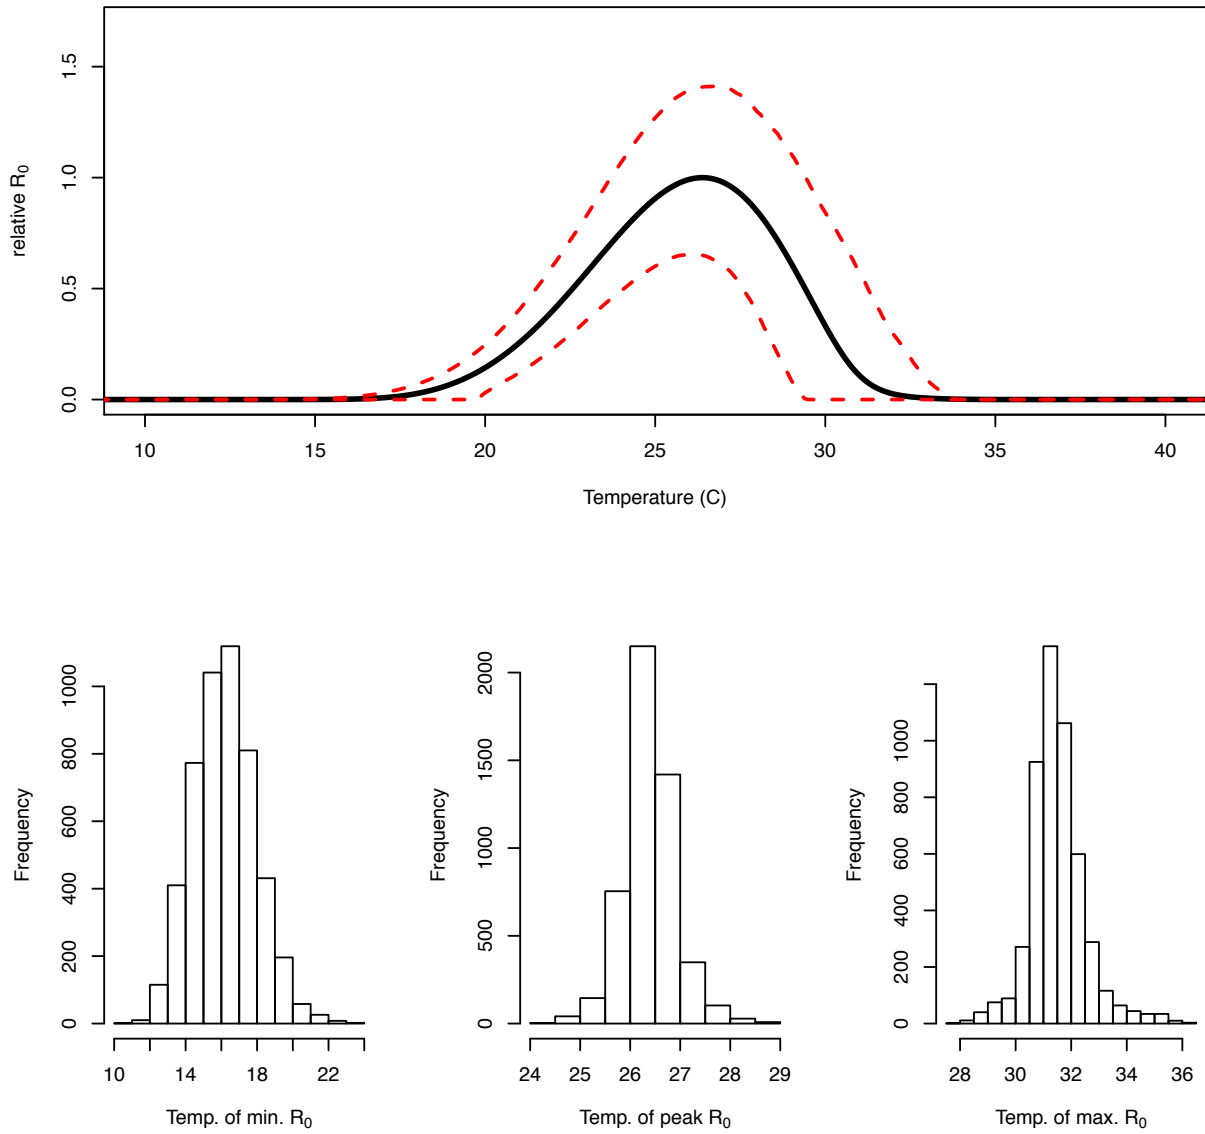 relative R₀
1.5
1.0
0.5
0.0
10 15 20 25 30 35 40
Temperature (C)
Frequency
1000
800
600
400
200
0
10 14 18 22
Temp. of min. R₀
Frequency
2000
1500
1000
500
0
24 25 26 27 28 29
Temp. of peak R₀
Frequency
1000
800
600
400
200
0
28 30 32 34 36
Temp. of max. R₀